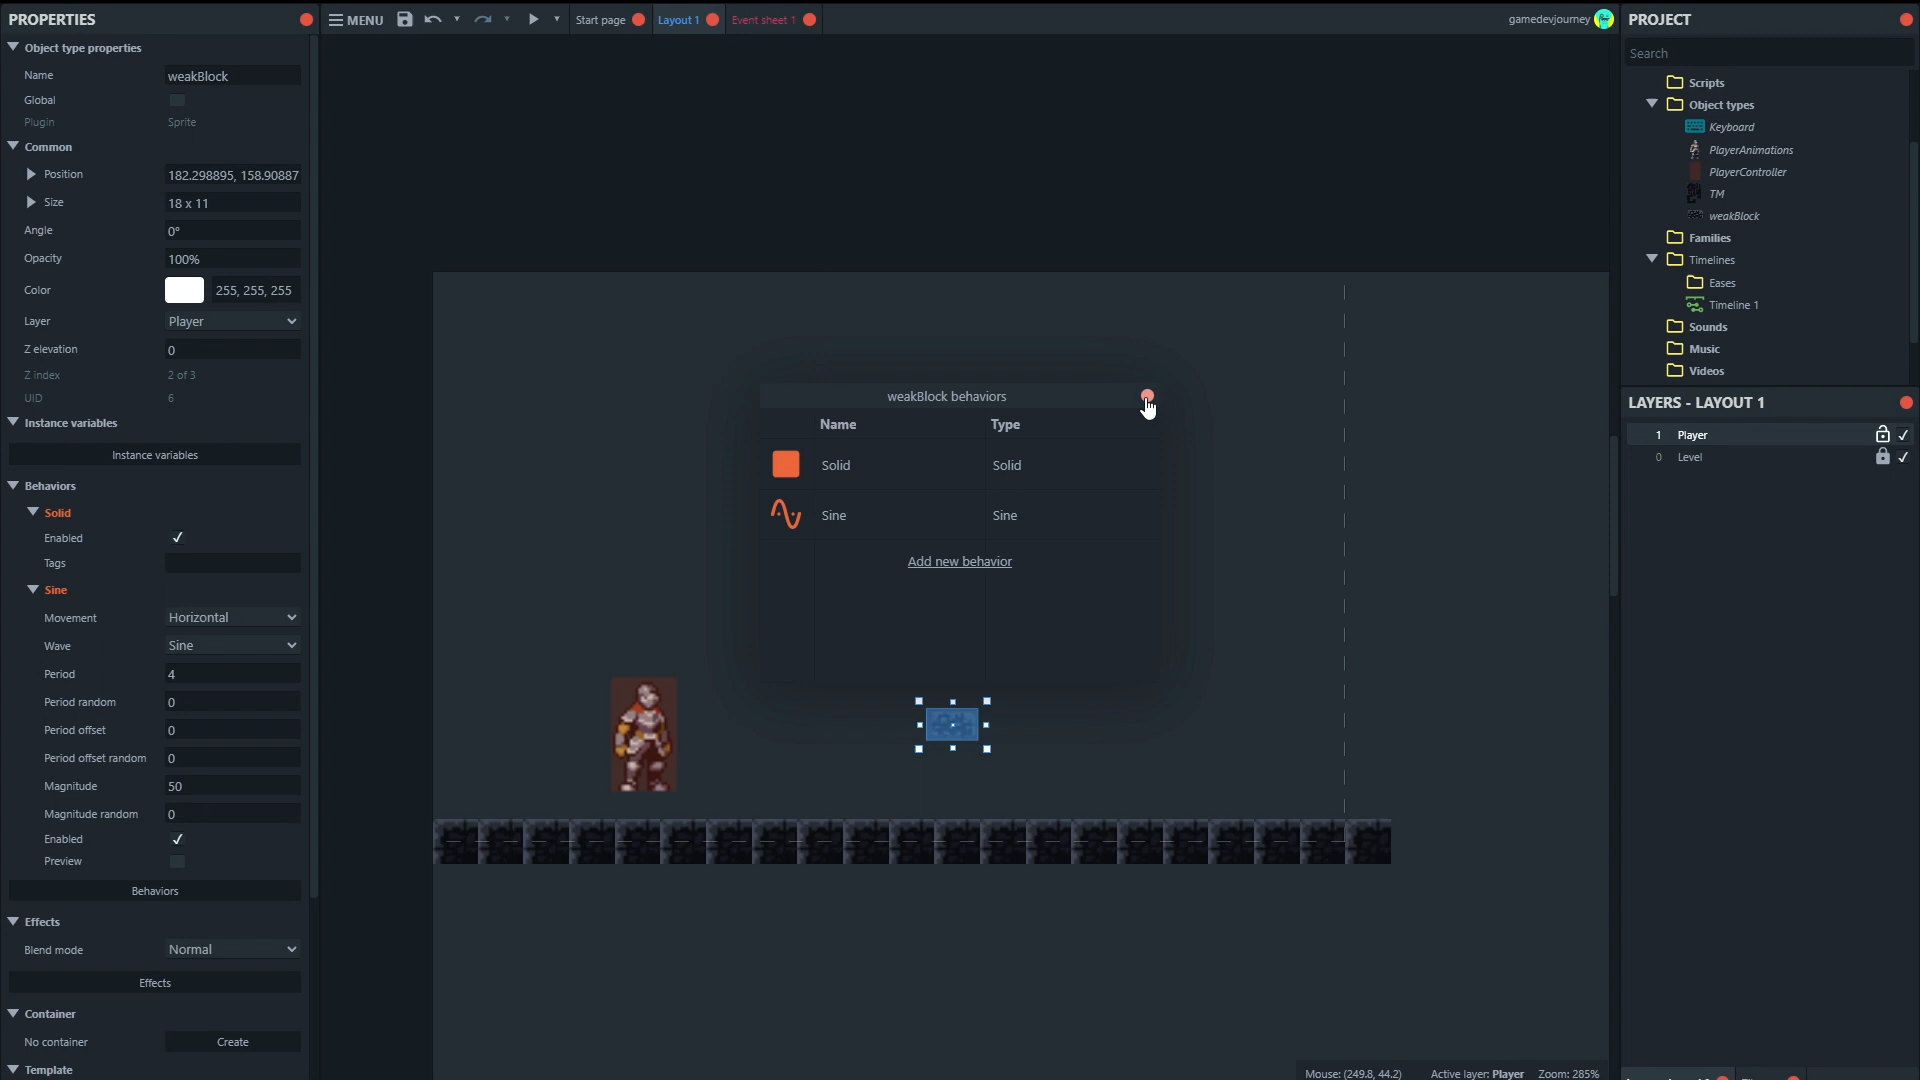 PROPERTIES
Object type properties
Name weakBlock
Global
Plugin Sprite
Common
Position 182.298895, 158.90887
Size 18 x 11
Angle 0°
Opacity 100%
Color 255, 255, 255
Layer Player
Z elevation 0
Z index 2 of 3
UID 6
Instance variables
Instance variables
Behaviors
Solid
Enabled
Tags
Sine
Movement Horizontal
Wave Sine
Period 4
Period random 0
Period offset 0
Period offset random 0
Magnitude 50
Magnitude random 0
Enabled
Preview
Behaviors
Effects
Blend mode Normal
Effects
Container
No container Create
Template
MENU Start page Layout 1 Event sheet 1 gamedevjourney
weakBlock behaviors
Name Type
Solid Solid
Sine Sine
Add new behavior
Mouse: (249.8, 44.2) Active layer: Player Zoom: 285%
PROJECT
Search
Scripts
Object types
Keyboard
PlayerAnimations
PlayerController
TM
weakBlock
Families
Timelines
Eases
Timeline 1
Sounds
Music
Videos
LAYERS - LAYOUT 1
1 Player
0 Level